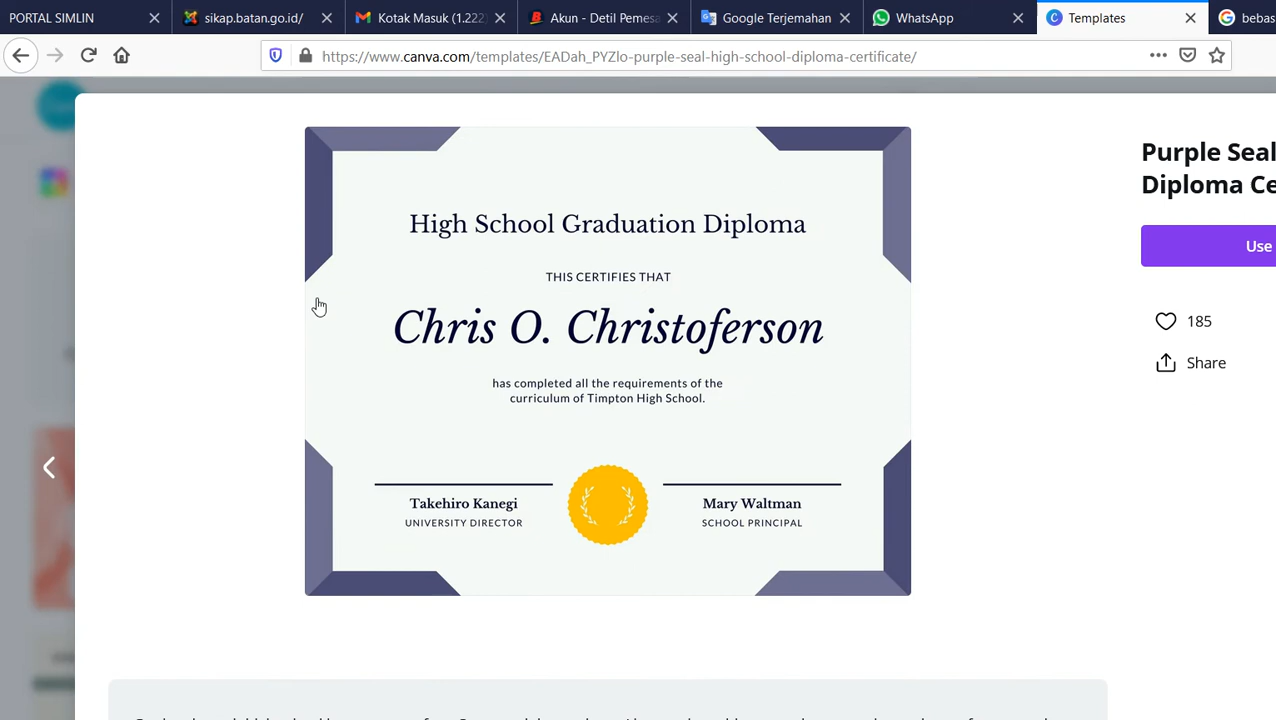 PORTAL SIMLIN
sikap.batan.go.id/
Kotak Masuk (1.222
Akun - Detil Pemesa
Google Terjemahan
WhatsApp
Templates
bebas
https://www.canva.com/templates/EADah_PYZlo-purple-seal-high-school-diploma-certificate/
Purple Seal
Diploma Ce
Use
185
Share
High School Graduation Diploma
THIS CERTIFIES THAT
Chris O. Christoferson
has completed all the requirements of the
curriculum of Timpton High School.
Takehiro Kanegi
UNIVERSITY DIRECTOR
Mary Waltman
SCHOOL PRINCIPAL